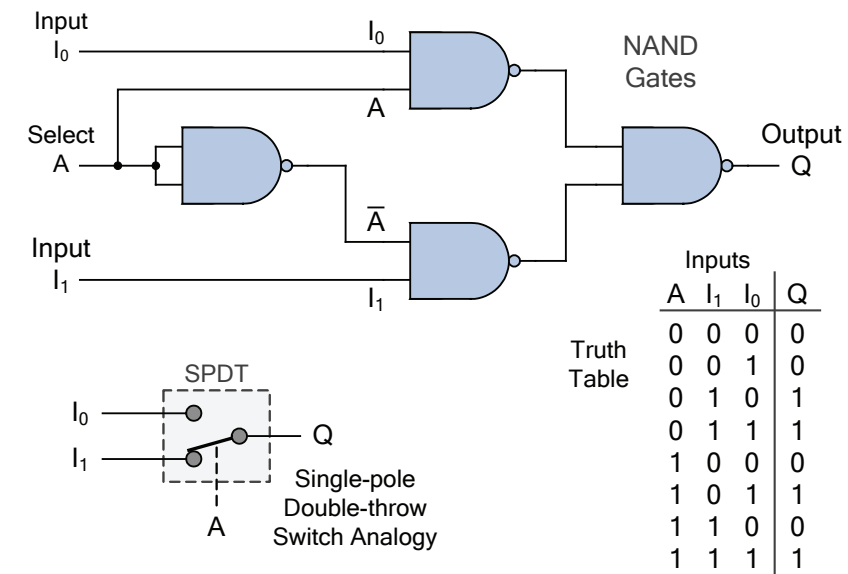 Input
I₀
I₀
NAND
Gates
A
Select
A
Output
Q
A̅
Input
I₁
I₁
Inputs
A I₁ I₀ Q
Truth
Table
0 0 0 0
0 0 1 0
0 1 0 1
0 1 1 1
1 0 0 0
1 0 1 1
1 1 0 0
1 1 1 1
SPDT
I₀
I₁
Q
A
Single-pole
Double-throw
Switch Analogy